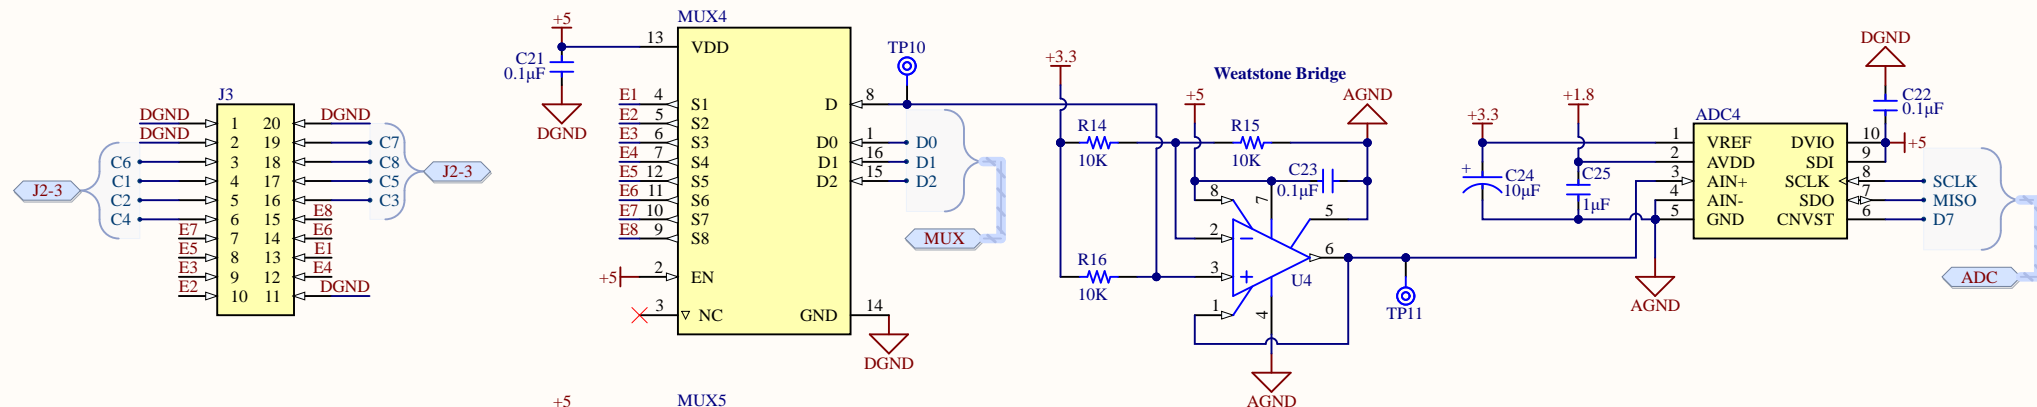 J3
DGND 1 20 DGND
DGND 2 19 C7
C6 3 18 C8
C1 4 17 C5
C2 5 16 C3
C4 6 15 E8
E7 7 14 E6
E5 8 13 E1
E3 9 12 E4
E2 10 11 DGND
J2-3
J2-3
+5
C21
0.1µF
DGND
MUX4
13 VDD
E1 4 S1 D 8
E2 5 S2
E3 6 S3 D0 1 D0
E4 7 S4 D1 16 D1
E5 12 S5 D2 15 D2
E6 11 S6
E7 10 S7
E8 9 S8
+5 2 EN
3 NC GND 14
DGND
TP10
MUX
+3.3
Weatstone Bridge
+5
AGND
R14
10K
R15
10K
C23
0.1µF
8
7
5
2
3
1
4
6
U4
R16
10K
AGND
TP11
+3.3
+1.8
C24
10µF
C25
1µF
AGND
DGND
C22
0.1µF
ADC4
1 VREF DVIO 10 +5
2 AVDD SDI 9
3 AIN+ SCLK 8 SCLK
4 AIN- SDO 7 MISO
5 GND CNVST 6 D7
ADC
+5
MUX5